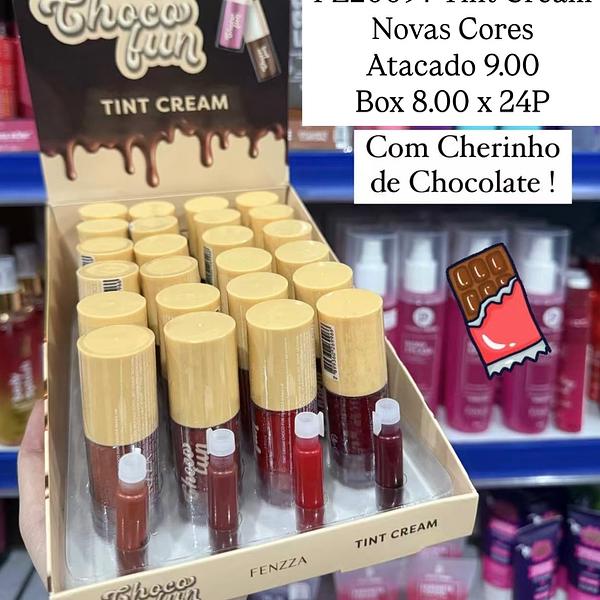 Tint Cream
Novas Cores
Atacado 9.00
Box 8.00 x 24P
Com Cherinho
de Chocolate !
Choco
fun
TINT CREAM
Choco
fun
TINT CREAM
FENZZA
Choco
fun